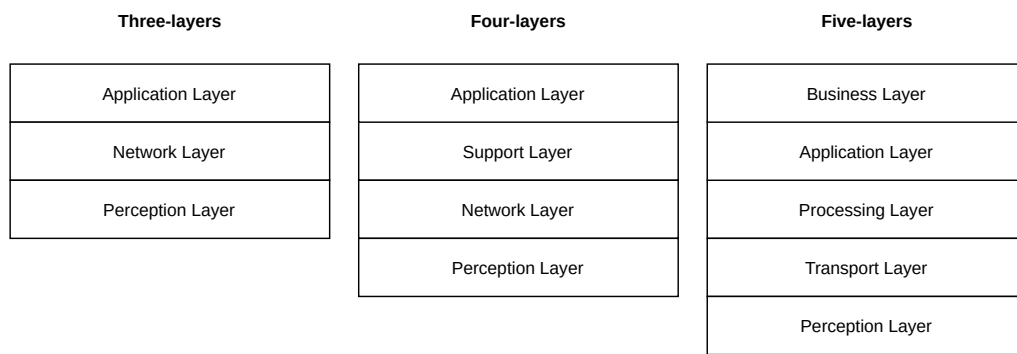 Three-layers
Application Layer
Network Layer
Perception Layer
Four-layers
Application Layer
Support Layer
Network Layer
Perception Layer
Five-layers
Business Layer
Application Layer
Processing Layer
Transport Layer
Perception Layer